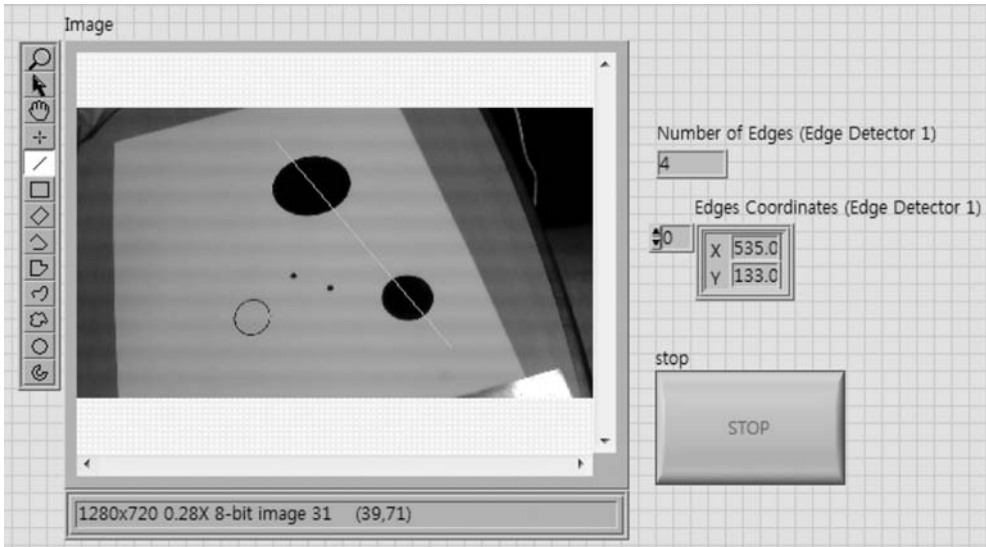 Image
Number of Edges (Edge Detector 1)
4
Edges Coordinates (Edge Detector 1)
0
X 535.0
Y 133.0
stop
STOP
1280x720 0.28X 8-bit image 31 (39,71)